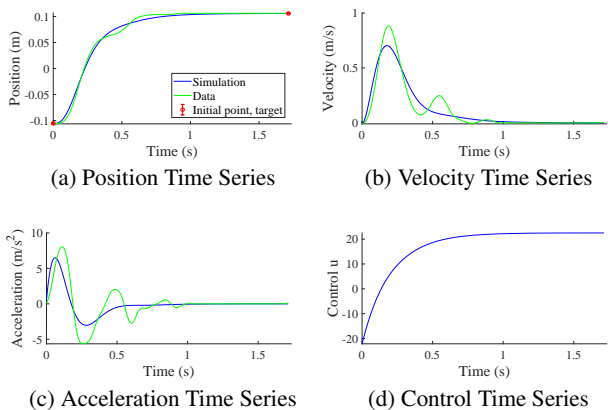 0.1
0.05
0
-0.05
-0.1
Position (m)
Simulation
Data
Initial point, target
0 0.5 1 1.5
Time (s)
(a) Position Time Series
1
0.5
0
Velocity (m/s)
0 0.5 1 1.5
Time (s)
(b) Velocity Time Series
10
5
0
-5
Acceleration (m/s²)
0 0.5 1 1.5
Time (s)
(c) Acceleration Time Series
20
10
0
-10
-20
Control u
0 0.5 1 1.5
Time (s)
(d) Control Time Series